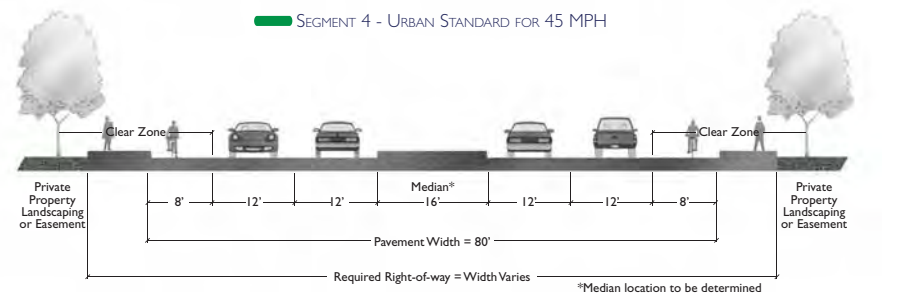 SEGMENT 4 - URBAN STANDARD FOR 45 MPH
Clear Zone
Clear Zone
Private
Property
Landscaping
or Easement
8'
12'
12'
Median*
16'
12'
12'
8'
Private
Property
Landscaping
or Easement
Pavement Width = 80'
Required Right-of-way = Width Varies
*Median location to be determined